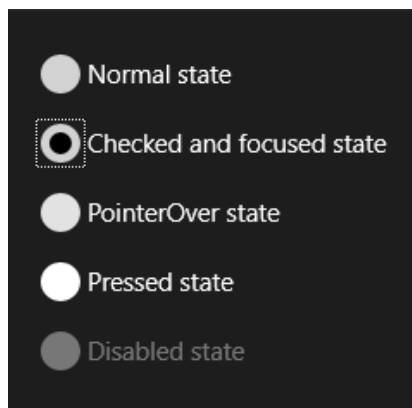 Normal state
Checked and focused state
PointerOver state
Pressed state
Disabled state